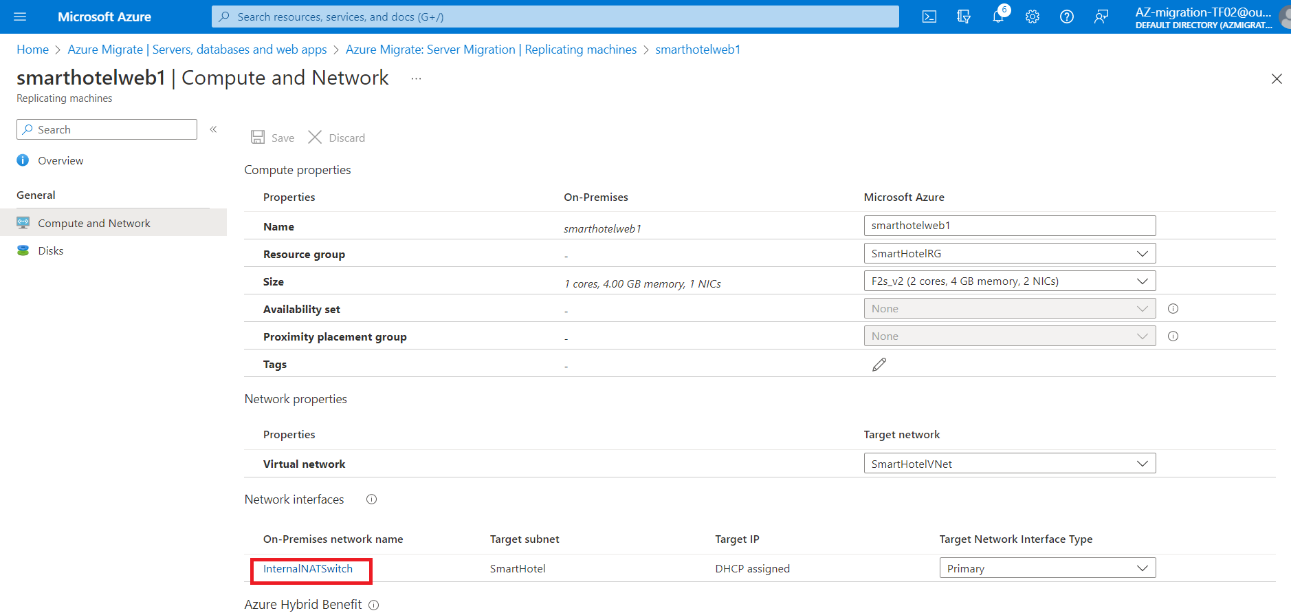 Microsoft Azure
Search resources, services, and docs (G+/)
6
AZ-migration-TF02@ou...
DEFAULT DIRECTORY (AZMIGRAT...
Home > Azure Migrate | Servers, databases and web apps > Azure Migrate: Server Migration | Replicating machines > smarthotelweb1
smarthotelweb1 | Compute and Network ...
Replicating machines
Search
«
Overview
General
Compute and Network
Disks
Save Discard
Compute properties
Properties On-Premises Microsoft Azure
Name smarthotelweb1 smarthotelweb1
Resource group - SmartHotelRG
Size 1 cores, 4.00 GB memory, 1 NICs F2s_v2 (2 cores, 4 GB memory, 2 NICs)
Availability set - None
Proximity placement group - None
Tags -
Network properties
Properties Target network
Virtual network SmartHotelVNet
Network interfaces
On-Premises network name Target subnet Target IP Target Network Interface Type
InternalNATSwitch SmartHotel DHCP assigned Primary
Azure Hybrid Benefit